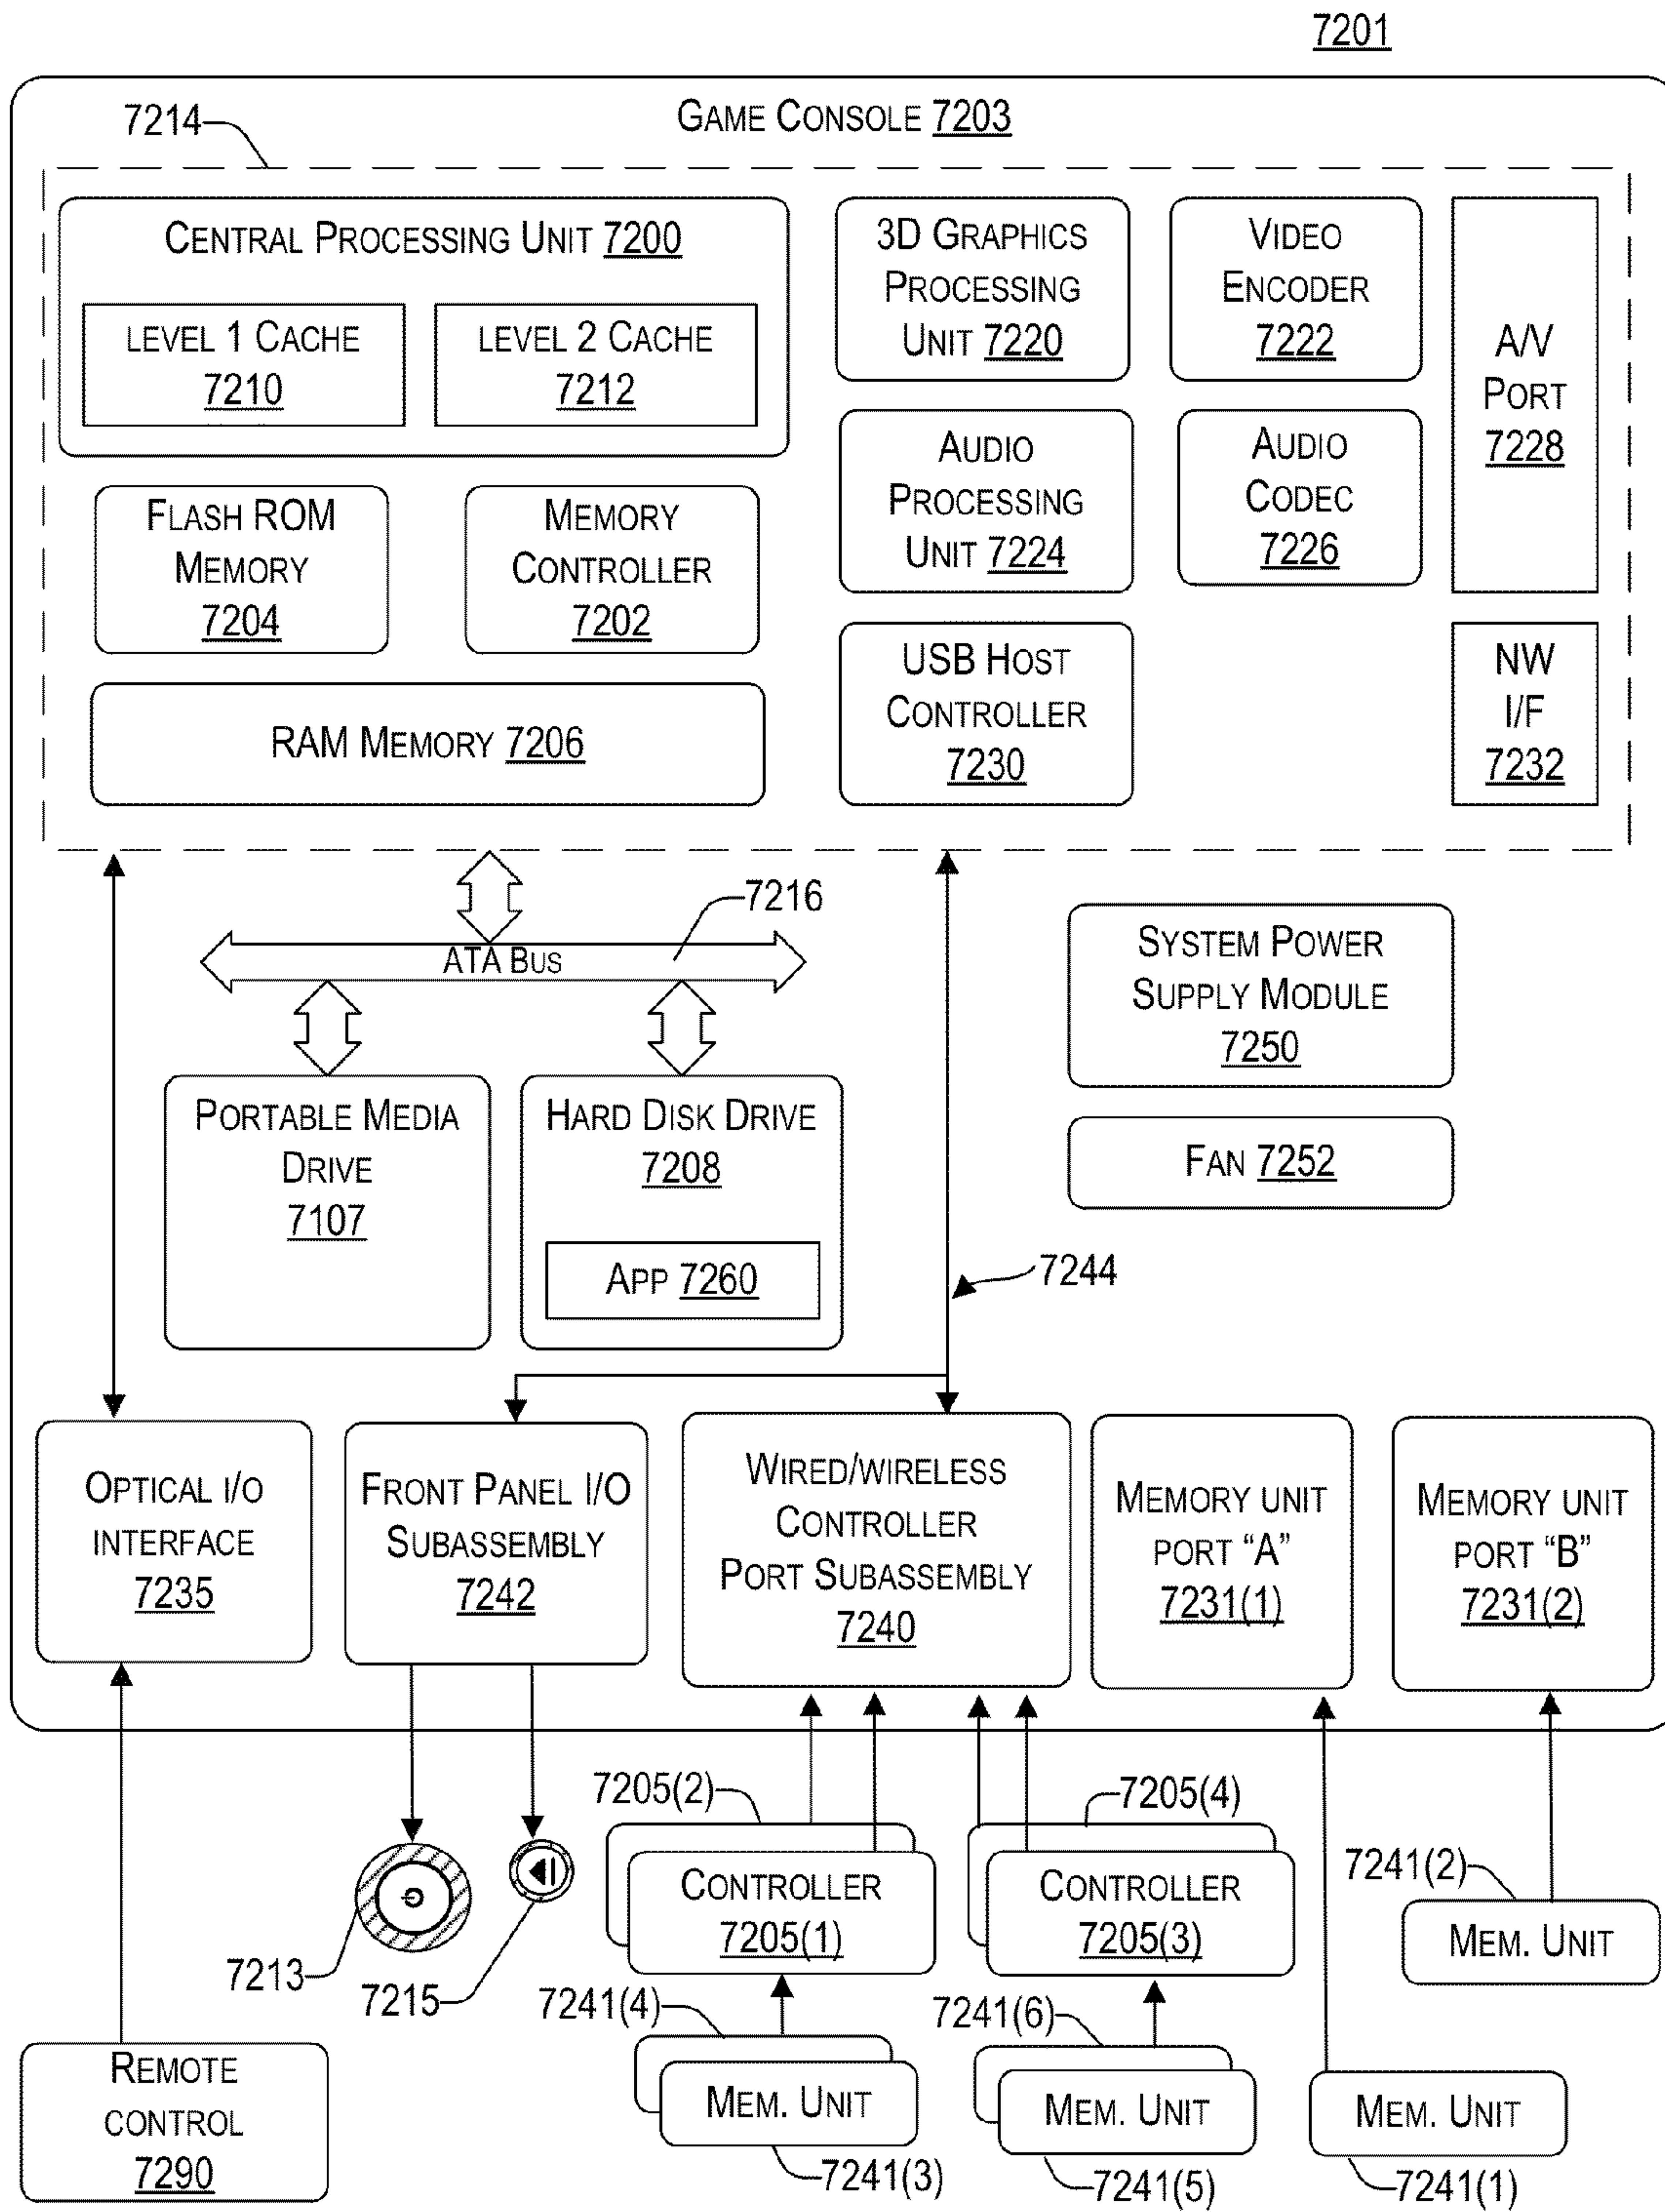 7201
GAME CONSOLE 7203
7214
CENTRAL PROCESSING UNIT 7200
LEVEL 1 CACHE
7210
LEVEL 2 CACHE
7212
3D GRAPHICS
PROCESSING
UNIT 7220
VIDEO
ENCODER
7222
A/V
PORT
7228
AUDIO
PROCESSING
UNIT 7224
AUDIO
CODEC
7226
FLASH ROM
MEMORY
7204
MEMORY
CONTROLLER
7202
USB HOST
CONTROLLER
7230
NW
I/F
7232
RAM MEMORY 7206
7216
ATA BUS
SYSTEM POWER
SUPPLY MODULE
7250
PORTABLE MEDIA
DRIVE
7107
HARD DISK DRIVE
7208
APP 7260
FAN 7252
7244
OPTICAL I/O
INTERFACE
7235
FRONT PANEL I/O
SUBASSEMBLY
7242
WIRED/WIRELESS
CONTROLLER
PORT SUBASSEMBLY
7240
MEMORY UNIT
PORT “A”
7231(1)
MEMORY UNIT
PORT “B”
7231(2)
7205(2)
7205(4)
CONTROLLER
7205(1)
CONTROLLER
7205(3)
7241(2)
MEM. UNIT
7213
7215
7241(4)
7241(6)
REMOTE
CONTROL
7290
MEM. UNIT
7241(3)
MEM. UNIT
7241(5)
MEM. UNIT
7241(1)